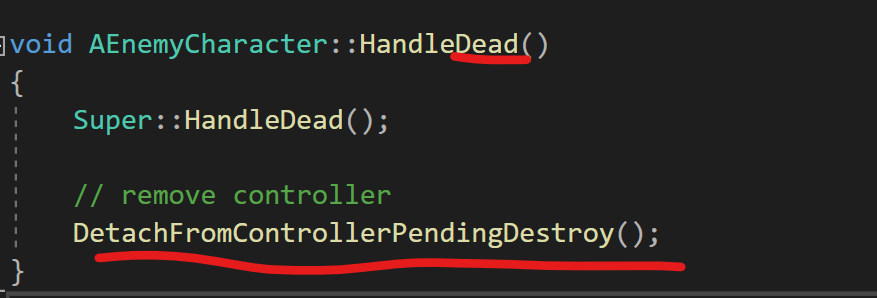 void AEnemyCharacter::HandleDead()
{
Super::HandleDead();
// remove controller
DetachFromControllerPendingDestroy();
}